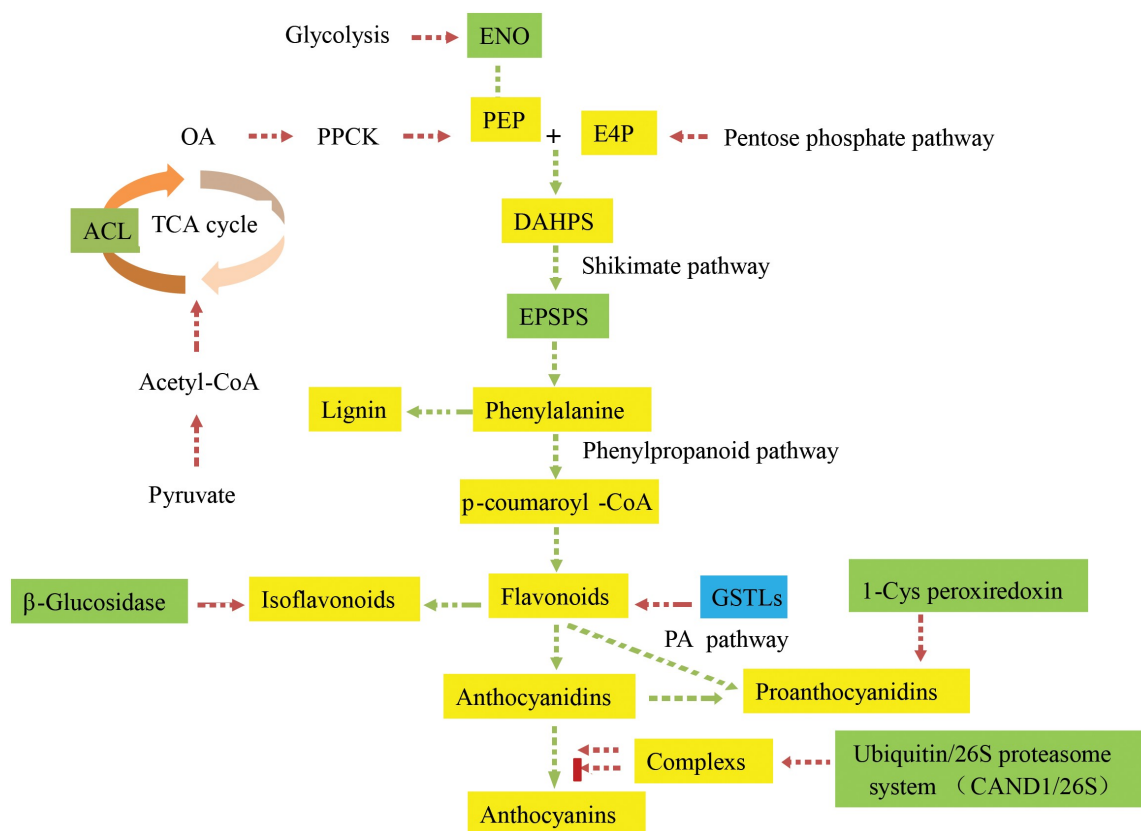 Glycolysis
ENO
PEP
+
E4P
OA
PPCK
Pentose phosphate pathway
ACL
TCA cycle
DAHPS
Shikimate pathway
EPSPS
Acetyl-CoA
Lignin
Phenylalanine
Phenylpropanoid pathway
Pyruvate
p-coumaroyl -CoA
β-Glucosidase
Isoflavonoids
Flavonoids
GSTLs
1-Cys peroxiredoxin
PA pathway
Anthocyanidins
Proanthocyanidins
Complexs
Ubiquitin/26S proteasome
system （CAND1/26S）
Anthocyanins